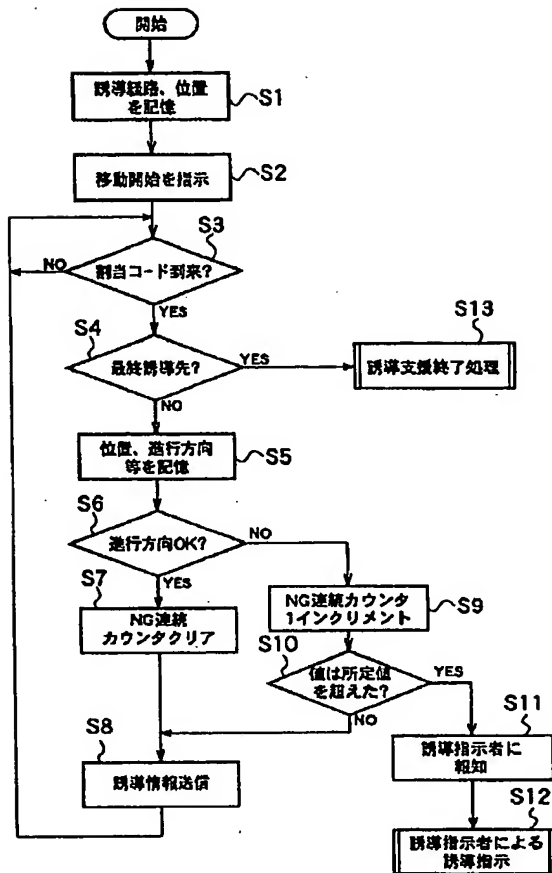 開始
誘導経路、位置
を記憶
S1
移動開始を指示
S2
S3
割当コード到来?
NO
YES
S4
最終誘導先?
YES
NO
S13
誘導支援終了処理
位置、進行方向
等を記憶
S5
S6
進行方向OK?
NO
YES
S7
NG連続
カウンタクリア
NG連続カウンタ
1インクリメント
S9
S10
値は所定値
を超えた?
YES
NO
S8
誘導情報送信
S11
誘導指示者に
報知
S12
誘導指示者による
誘導指示